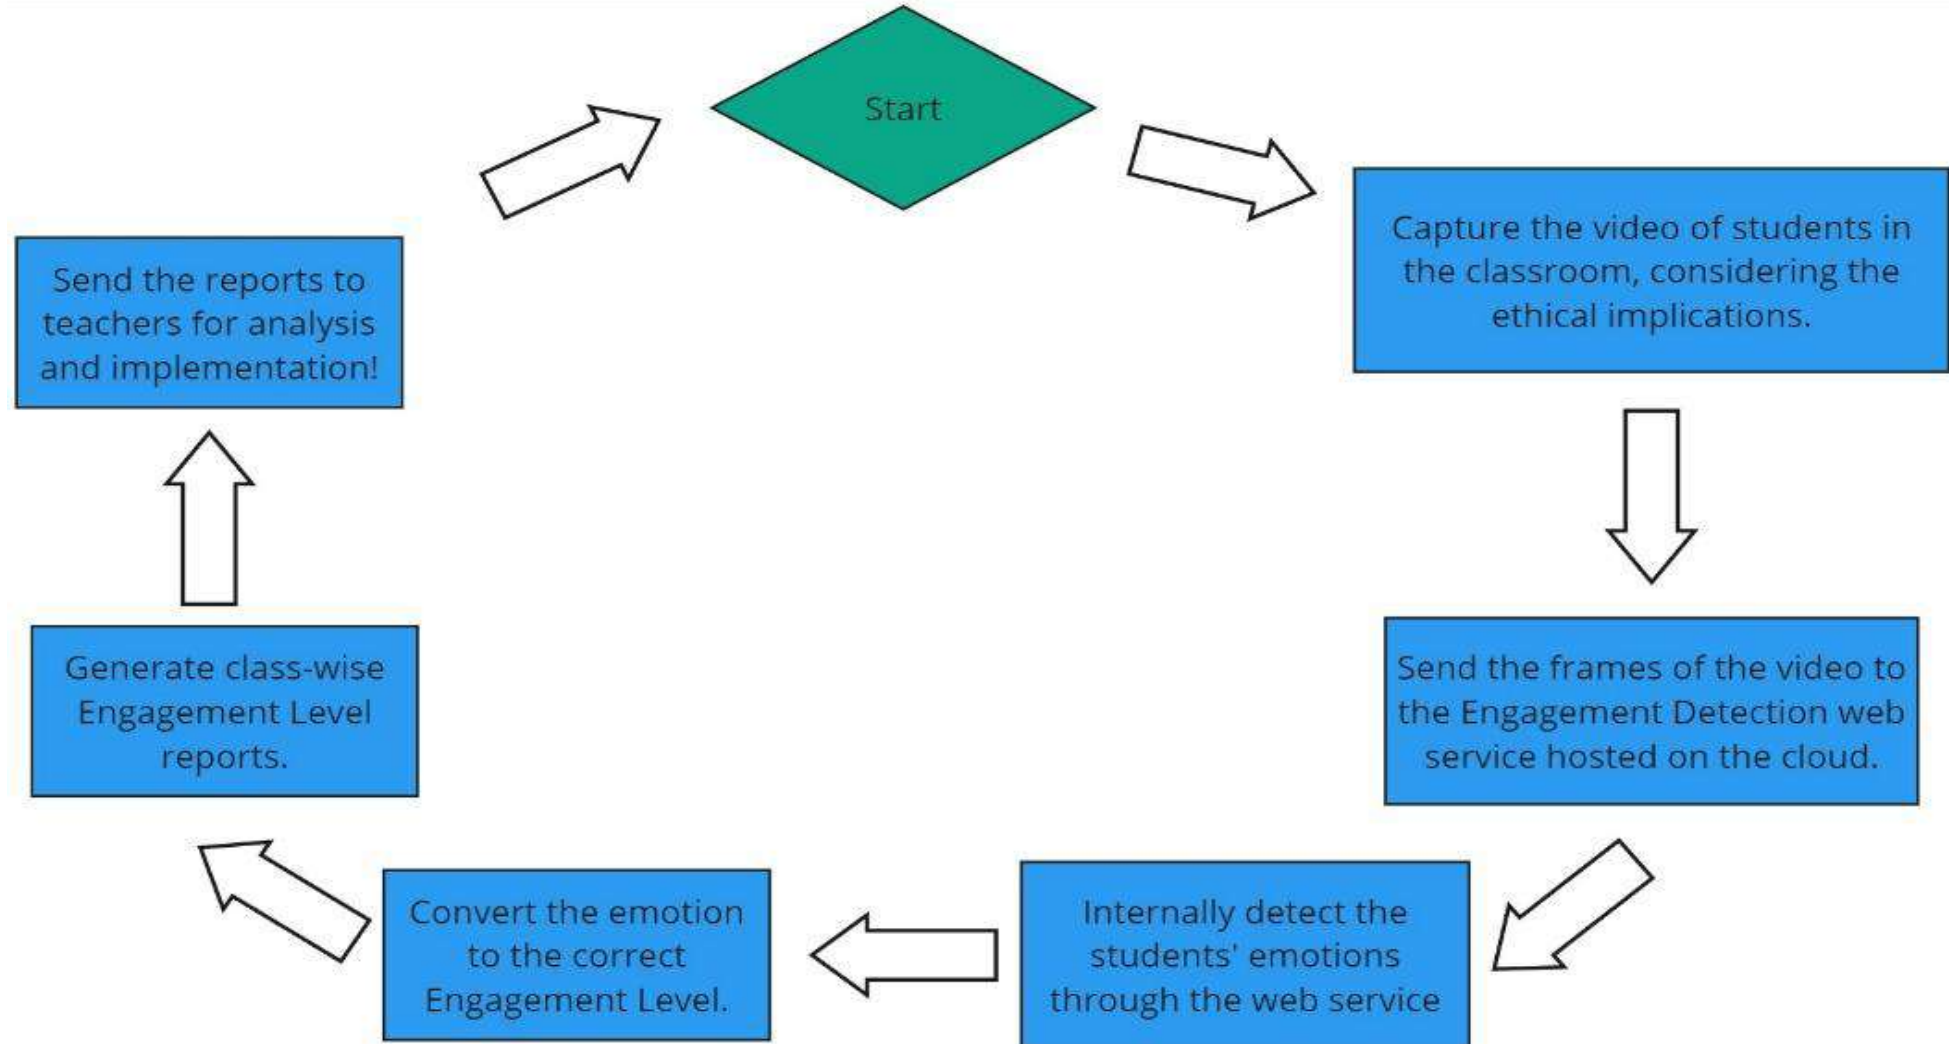 Start
Capture the video of students in
the classroom, considering the
ethical implications.
Send the frames of the video to
the Engagement Detection web
service hosted on the cloud.
Internally detect the
students' emotions
through the web service
Convert the emotion
to the correct
Engagement Level.
Generate class-wise
Engagement Level
reports.
Send the reports to
teachers for analysis
and implementation!